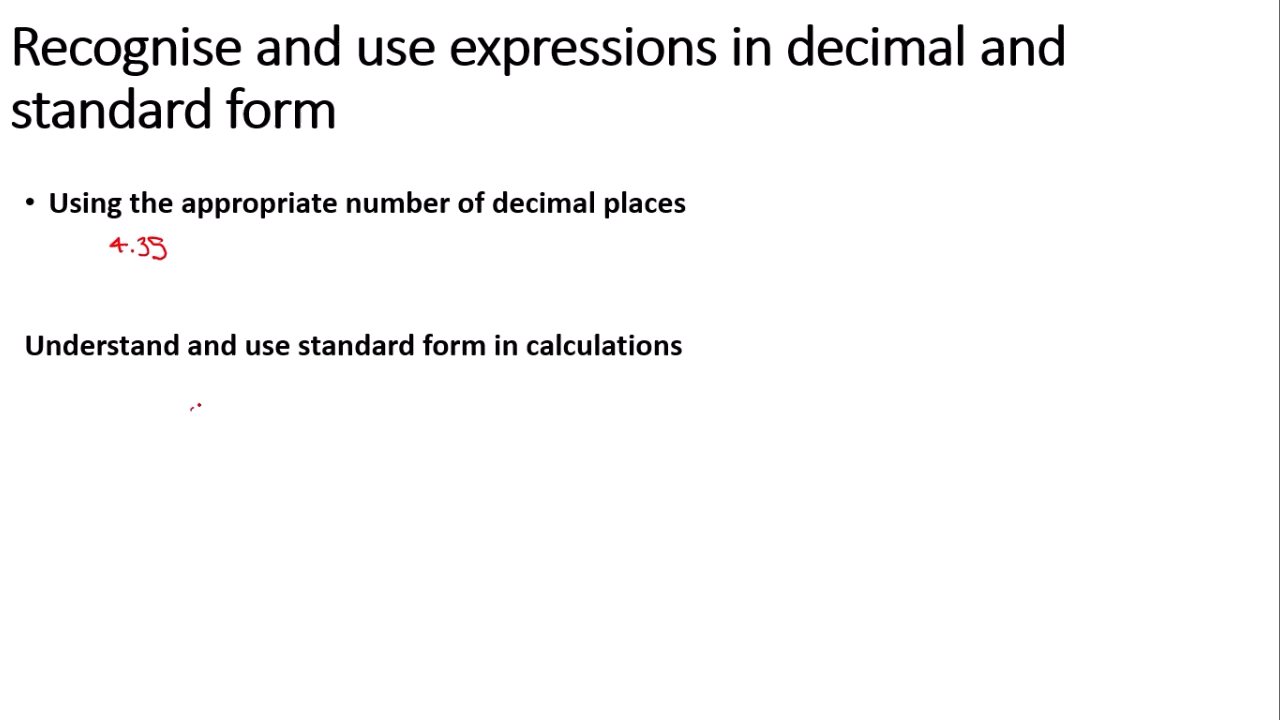 Recognise and use expressions in decimal and
standard form
• Using the appropriate number of decimal places
4.39
Understand and use standard form in calculations